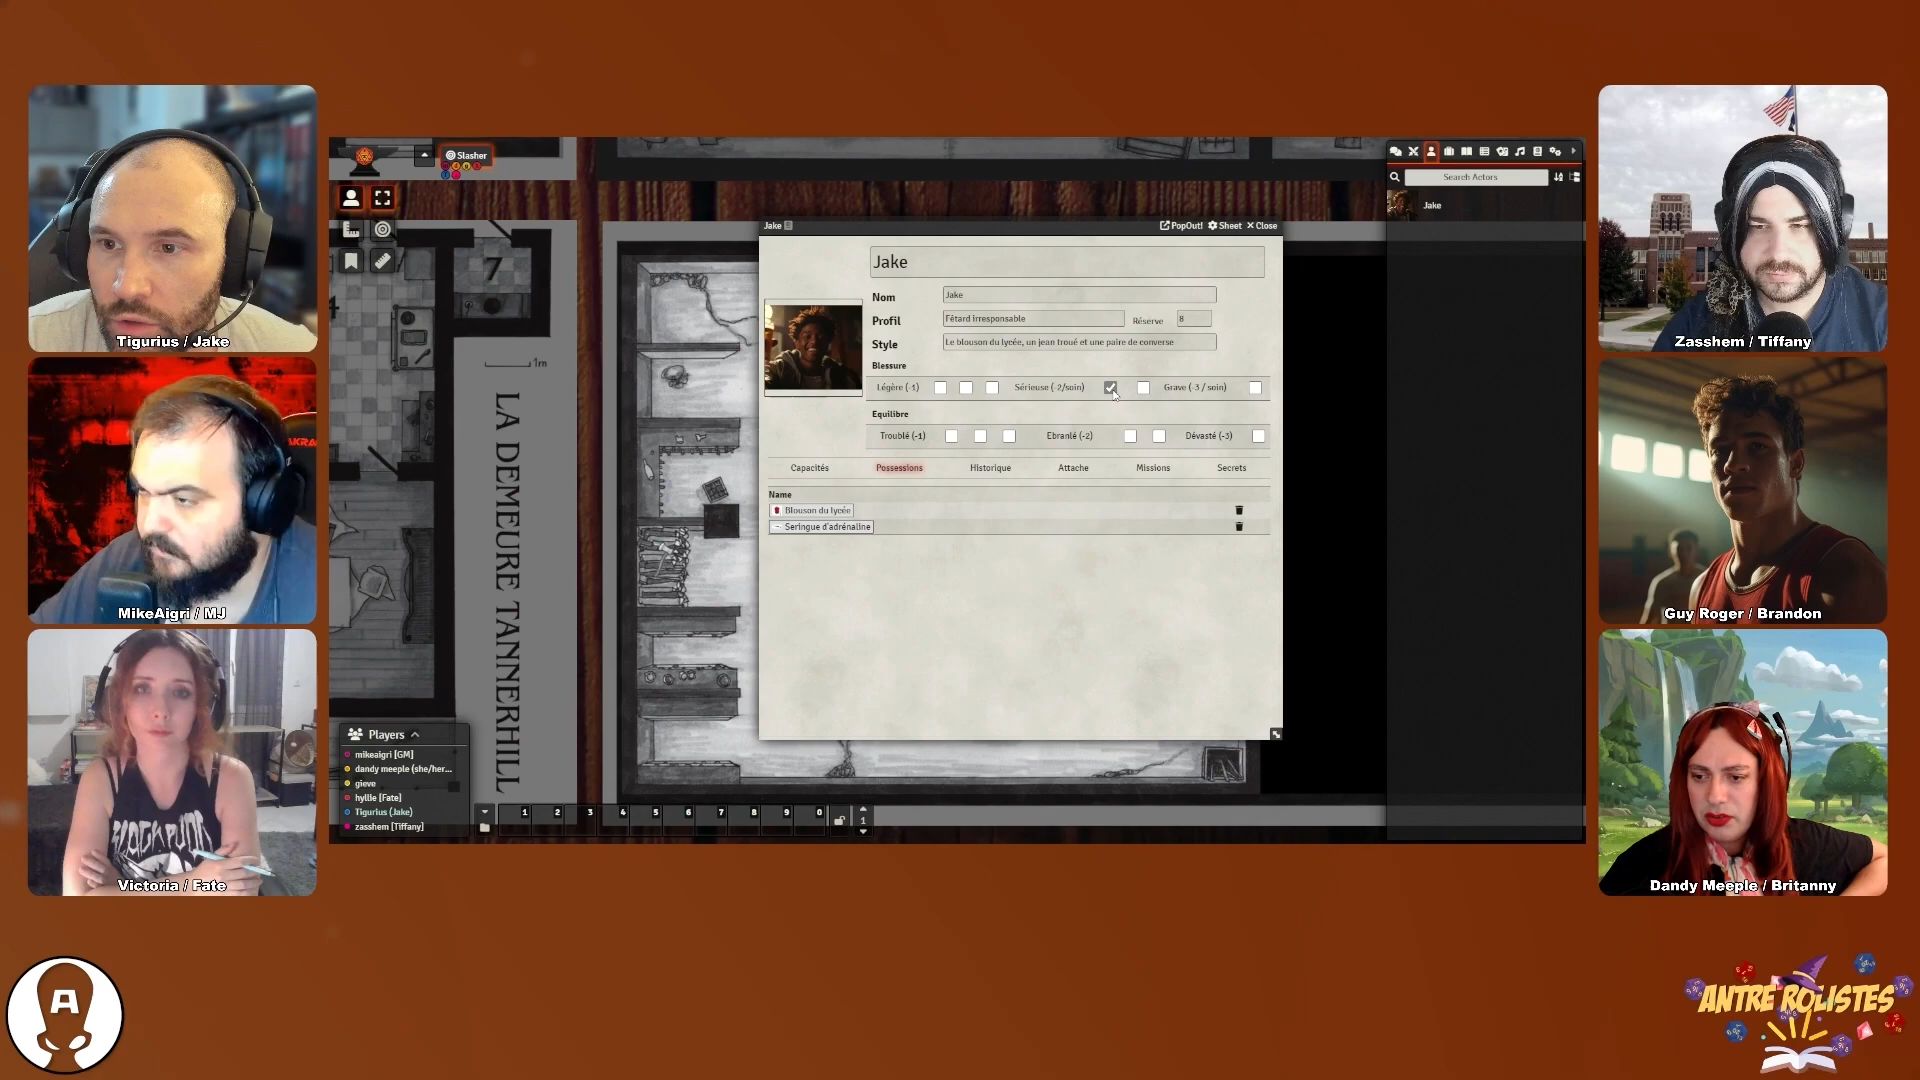 Tigurius / Jake
MikeAigri / MJ
Victoria / Fate
Slasher
7
1m
LA DEMEURE TANNERHILL
Players
mikeaigri [GM]
dandy meeple (she/her...
gieve
hyllie [Fate]
Tigurius (Jake)
zasshem [Tiffany]
1 2 3 4 5 6 7 8 9 0
1
Jake
PopOut! Sheet Close
Jake
Nom Jake
Profil Fêtard irresponsable Réserve 8
Style Le blouson du lycée, un jean troué et une paire de converse
Blessure
Légère (-1) Sérieuse (-2/soin) Grave (-3 / soin)
Equilibre
Troublé (-1) Ebranlé (-2) Dévasté (-3)
Capacités Possessions Historique Attache Missions Secrets
Name
Blouson du lycée
Seringue d'adrénaline
Search Actors
Jake
Zasshem / Tiffany
Guy Roger / Brandon
Dandy Meeple / Britanny
A
ANTRE ROLISTES